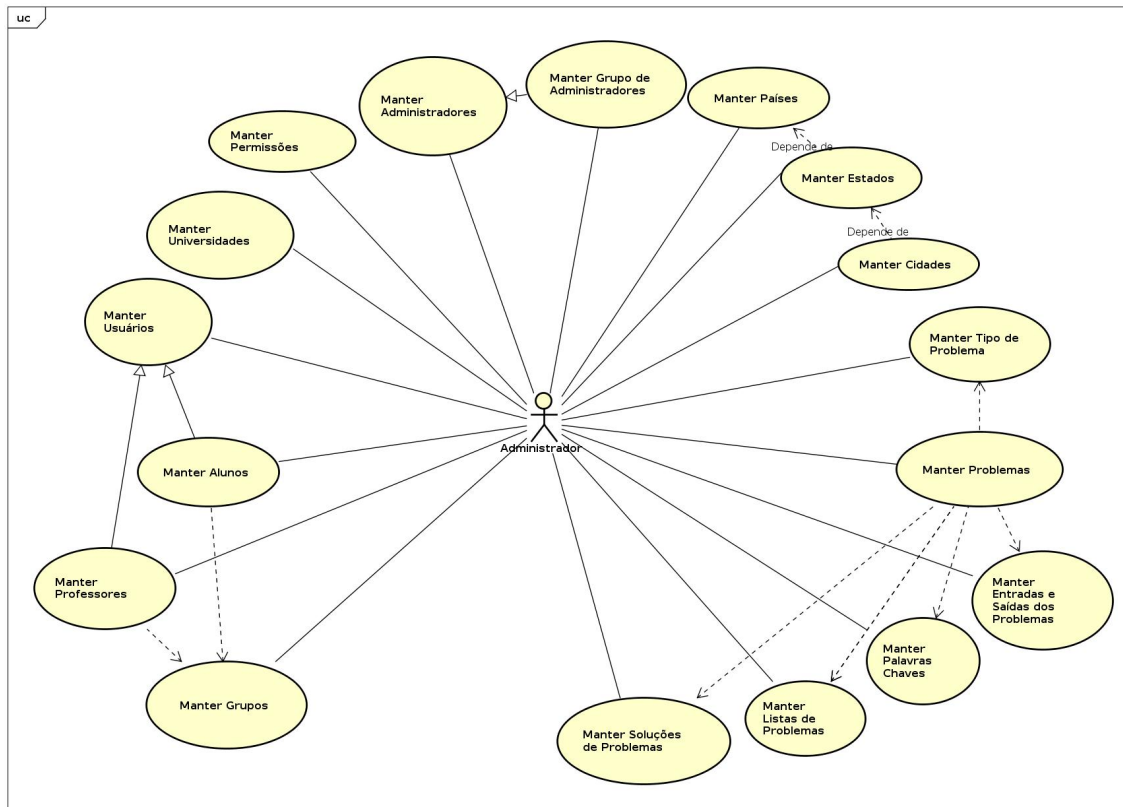 uc
Manter Grupo de
Administradores
Manter
Administradores
Manter Países
Manter
Permissões
Depende de
Manter Estados
Manter
Universidades
Depende de
Manter Cidades
Manter
Usuários
Manter Tipo de
Problema
Administrador
Manter Alunos
Manter Problemas
Manter
Professores
Manter
Entradas e
Saídas dos
Problemas
Manter
Palavras
Chaves
Manter Grupos
Manter
Listas de
Problemas
Manter Soluções
de Problemas